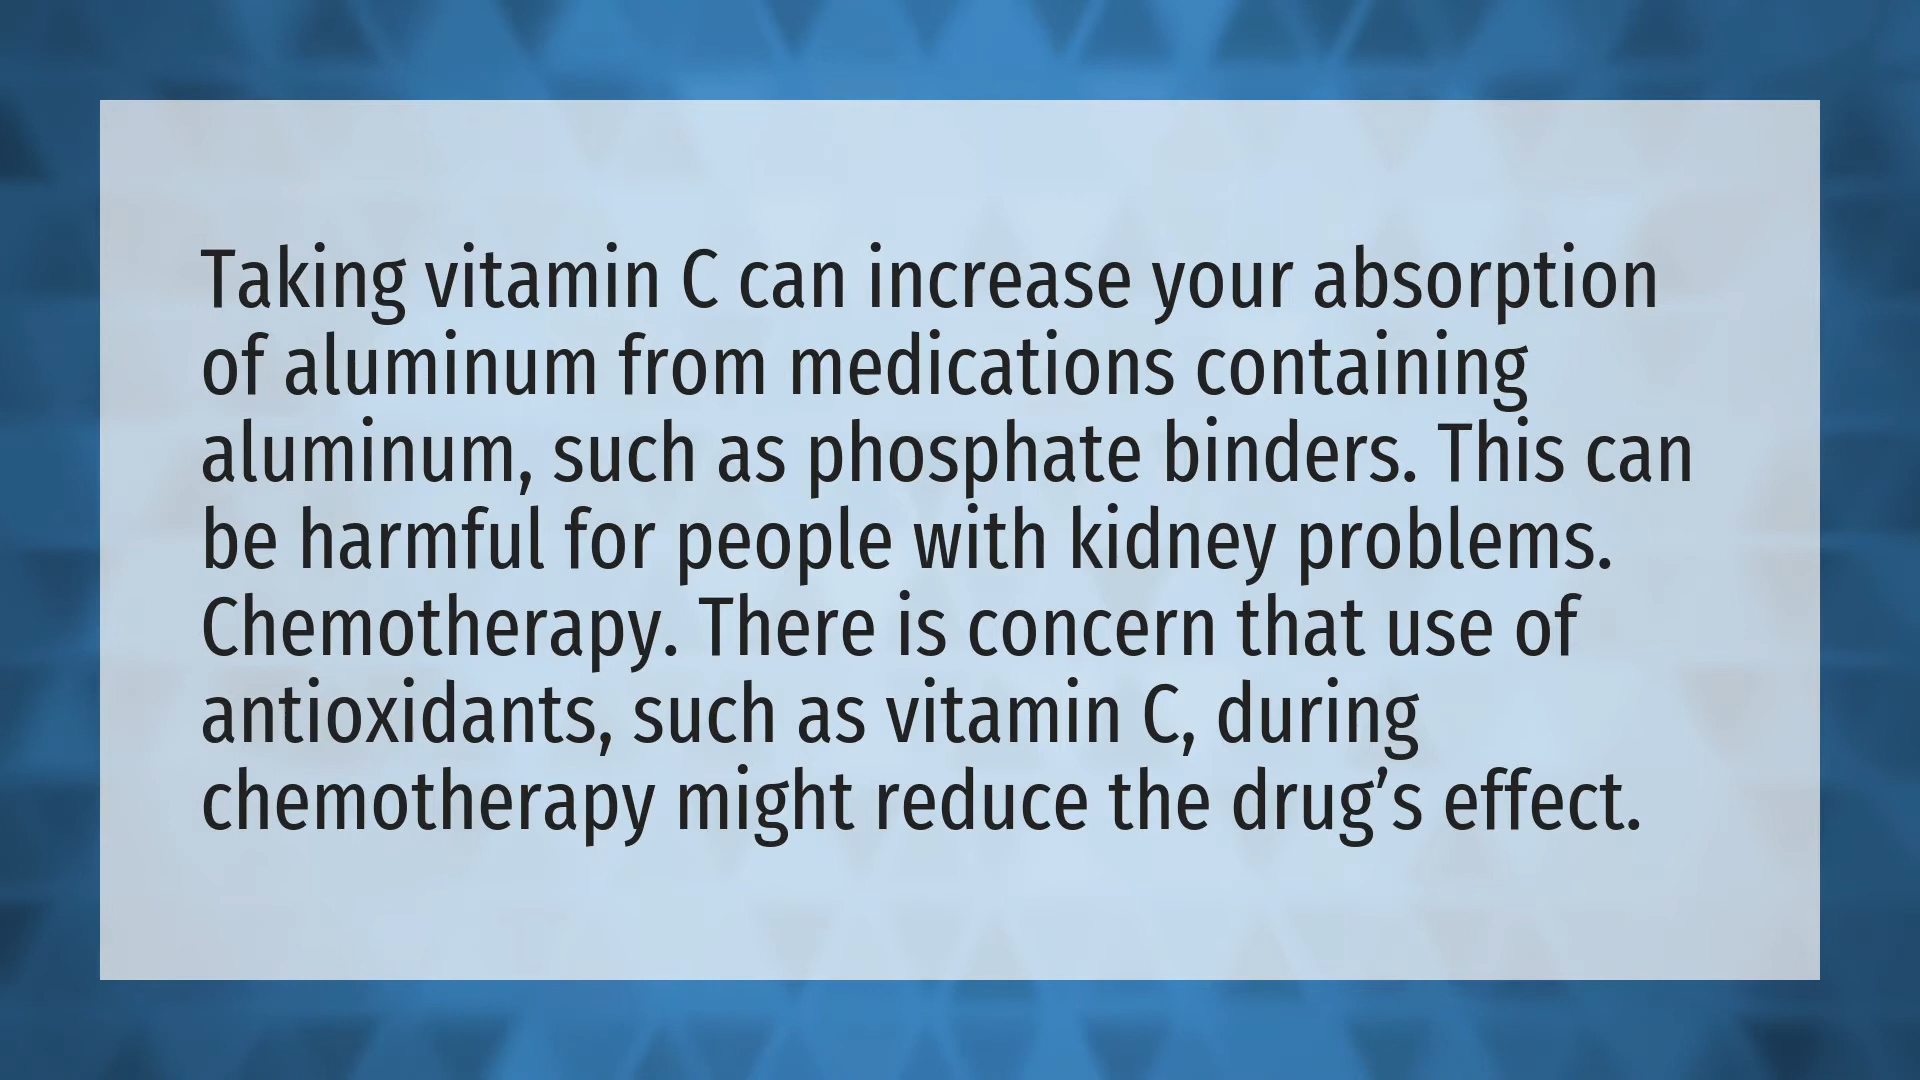 Taking vitamin C can increase your absorption
of aluminum from medications containing
aluminum, such as phosphate binders. This can
be harmful for people with kidney problems.
Chemotherapy. There is concern that use of
antioxidants, such as vitamin C, during
chemotherapy might reduce the drug’s effect.